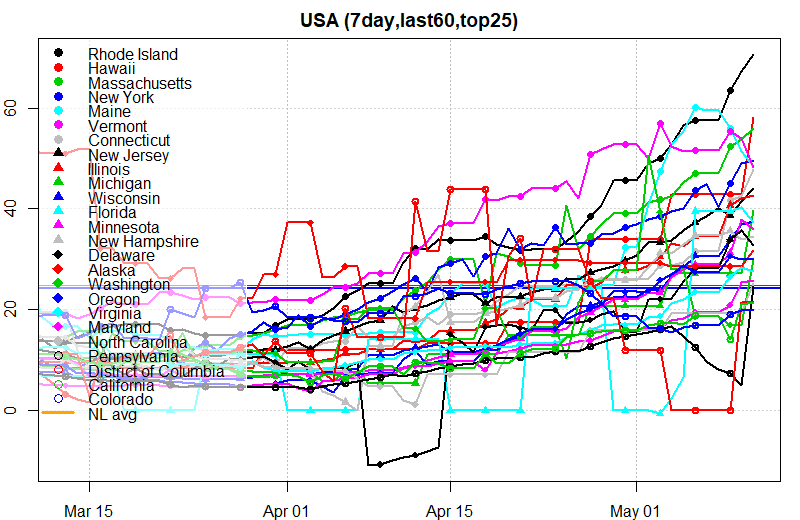 USA (7day,last60,top25)
Rhode Island
Hawaii
Massachusetts
New York
Maine
Vermont
Connecticut
New Jersey
Illinois
Michigan
Wisconsin
Florida
Minnesota
New Hampshire
Delaware
Alaska
Washington
Oregon
Virginia
Maryland
North Carolina
Pennsylvania
District of Columbia
California
Colorado
NL avg
60
40
20
0
Mar 15
Apr 01
Apr 15
May 01